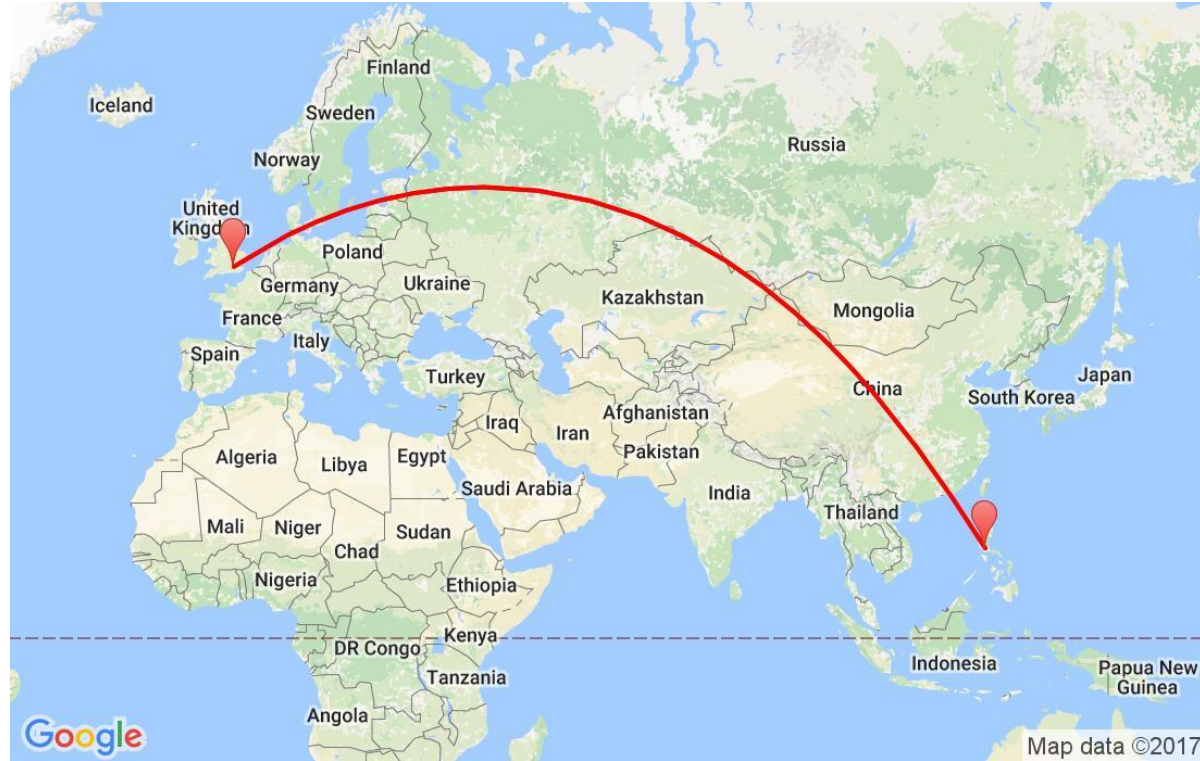 Finland
Iceland
Sweden
Russia
Norway
United
Kingdom
Poland
Germany
Ukraine
Kazakhstan
Mongolia
France
Italy
Spain
Turkey
Japan
China
South Korea
Afghanistan
Iraq
Iran
Pakistan
Algeria
Libya
Egypt
Saudi Arabia
India
Thailand
Mali
Niger
Sudan
Chad
Nigeria
Ethiopia
Kenya
DR Congo
Indonesia
Papua New
Guinea
Tanzania
Angola
Google
Map data ©2017